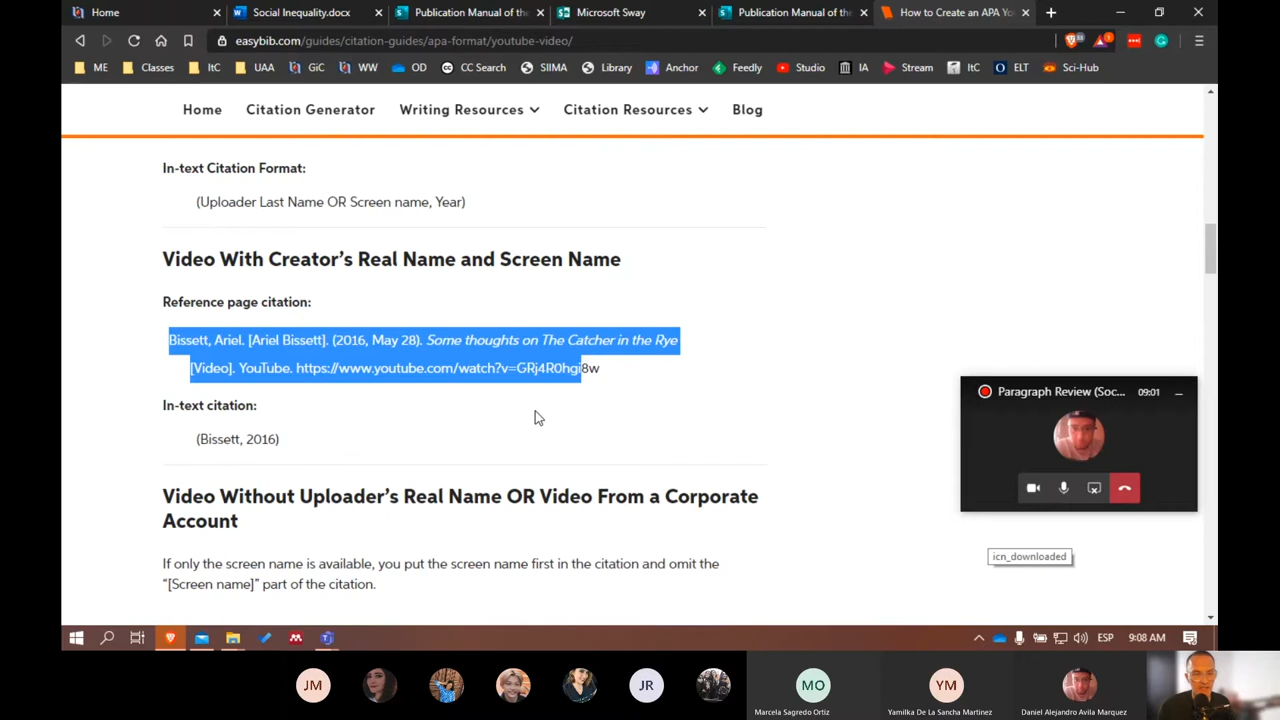 Home
Social Inequality.docx
Publication Manual of the
Microsoft Sway
Publication Manual of the
How to Create an APA Yo
easybib.com/guides/citation-guides/apa-format/youtube-video/
ME Classes ItC UAA GiC WW OD CC Search SIIMA Library Anchor Feedly Studio IA Stream ItC ELT Sci-Hub
Home Citation Generator Writing Resources Citation Resources Blog
In-text Citation Format:
(Uploader Last Name OR Screen name, Year)
Video With Creator’s Real Name and Screen Name
Reference page citation:
Bissett, Ariel. [Ariel Bissett]. (2016, May 28). Some thoughts on The Catcher in the Rye
[Video]. YouTube. https://www.youtube.com/watch?v=GRj4R0hgi8w
In-text citation:
(Bissett, 2016)
Video Without Uploader’s Real Name OR Video From a Corporate
Account
If only the screen name is available, you put the screen name first in the citation and omit the
“[Screen name]” part of the citation.
Paragraph Review (Soc... 09:01
icn_downloaded
ESP 9:08 AM
JM
JR
MO
YM
Marcela Sagredo Ortiz
Yamilka De La Sancha Martinez
Daniel Alejandro Avila Marquez